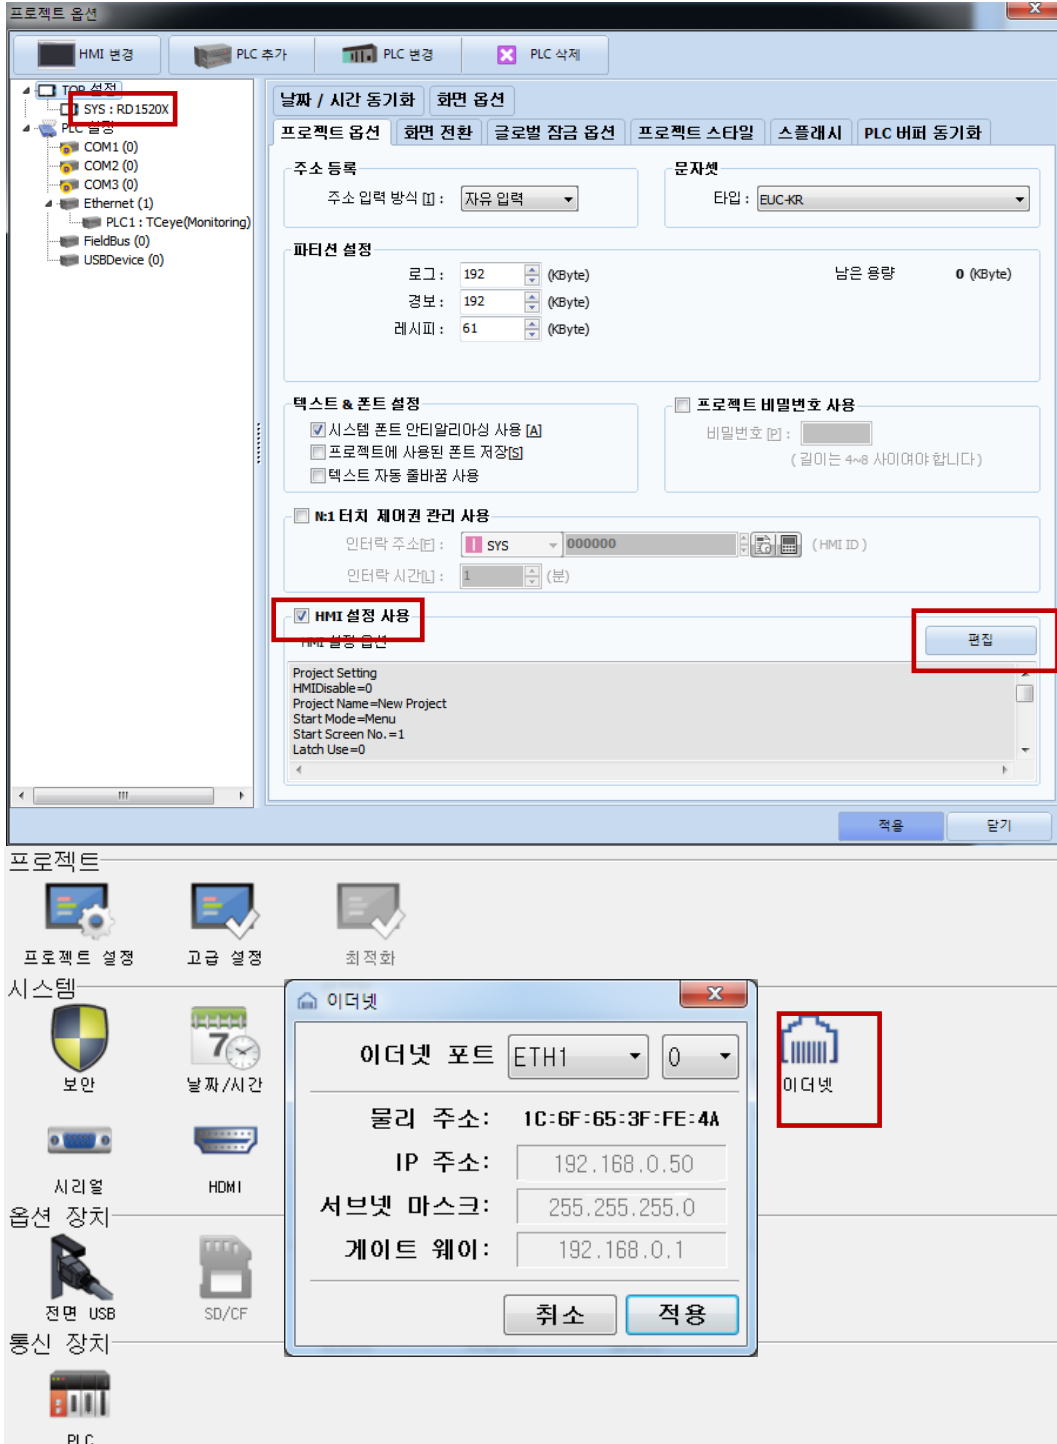 프로젝트 옵션
HMI 변경
PLC 추가
PLC 변경
PLC 삭제
TOP 설정
SYS : RD1520X
PLC 설정
COM1 (0)
COM2 (0)
COM3 (0)
Ethernet (1)
PLC1 : TCeye(Monitoring)
FieldBus (0)
USBDevice (0)
날짜 / 시간 동기화
화면 옵션
프로젝트 옵션
화면 전환
글로벌 잠금 옵션
프로젝트 스타일
스플래시
PLC 버퍼 동기화
주소 등록
주소 입력 방식 [I] : 자유 입력
문자셋
타입 : EUC-KR
파티션 설정
로그 : 192 (KByte)
남은 용량 0 (KByte)
경보 : 192 (KByte)
레시피 : 61 (KByte)
텍스트 & 폰트 설정
시스템 폰트 안티알리아싱 사용 [A]
프로젝트에 사용된 폰트 저장[S]
텍스트 자동 줄바꿈 사용
프로젝트 비밀번호 사용
비밀번호 [P] :
( 길이는 4~8 사이여야 합니다 )
N:1 터치 제어권 관리 사용
인터락 주소[F] : I SYS 000000 ( HMI ID )
인터락 시간[L] : 1 (분)
HMI 설정 사용
HMI 설정 옵션
편집
Project Setting
HMIDisable=0
Project Name=New Project
Start Mode=Menu
Start Screen No.=1
Latch Use=0
적용
닫기
프로젝트
프로젝트 설정
고급 설정
최적화
시스템
보안
7
날짜/시간
이더넷
시리얼
HDMI
이더넷
이더넷 포트 ETH1 0
물리 주소: 1C:6F:65:3F:FE:4A
IP 주소: 192.168.0.50
서브넷 마스크: 255.255.255.0
게이트 웨이: 192.168.0.1
취소
적용
옵션 장치
전면 USB
SD/CF
통신 장치
PLC